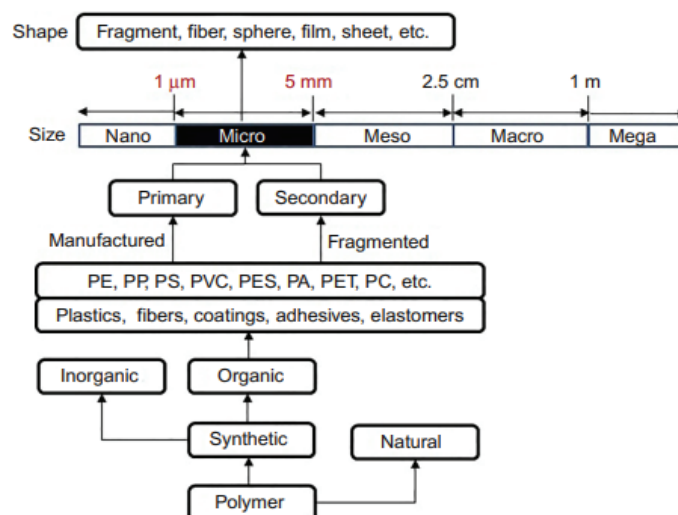 Shape Fragment, fiber, sphere, film, sheet, etc.
1 μm 5 mm 2.5 cm 1 m
Size Nano Micro Meso Macro Mega
Primary Secondary
Manufactured Fragmented
PE, PP, PS, PVC, PES, PA, PET, PC, etc.
Plastics, fibers, coatings, adhesives, elastomers
Inorganic Organic
Synthetic Natural
Polymer